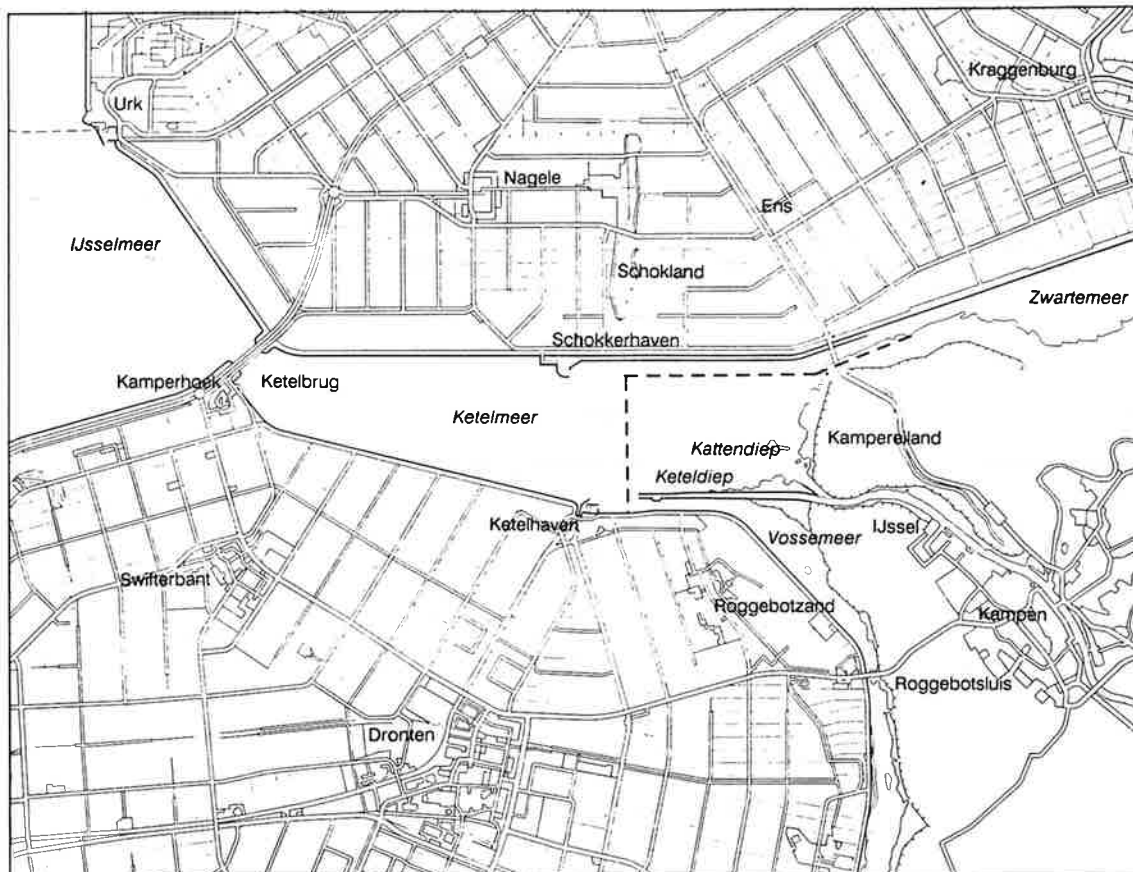 Kraggenburg
Urk
Nagele
Ens
IJsselmeer
Schokland
Zwartemeer
Schokkerhaven
Kamperhoek
Ketelbrug
Ketelmeer
Kattendiep
Kampereiland
Keteldiep
Ketelhaven
Vossemeer
IJssel
Swifterbant
Roggebotzand
Kampen
Roggebotsluis
Dronten